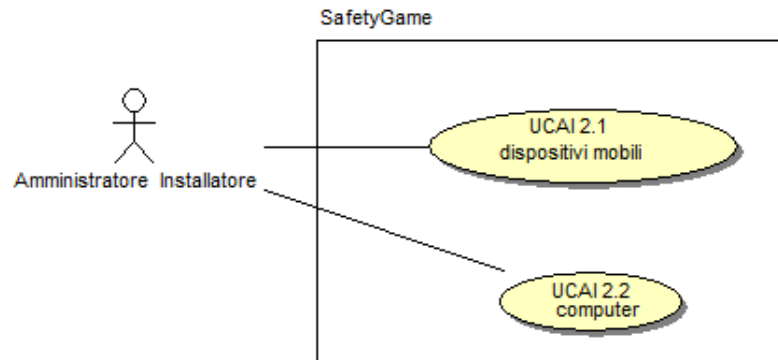 SafetyGame
UCAI 2.1
dispositivi mobili
Amministratore Installatore
UCAI 2.2
computer